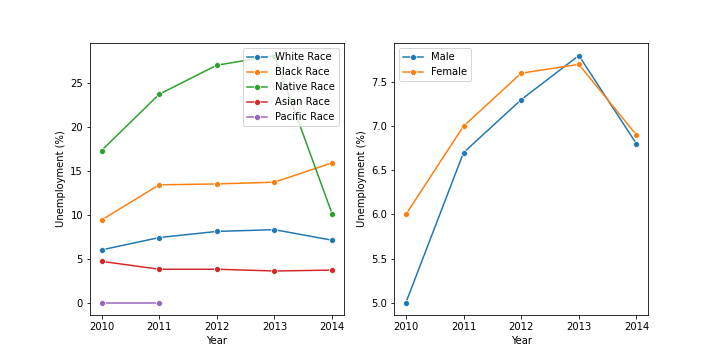 White Race
Black Race
Native Race
Asian Race
Pacific Race
25
20
15
10
5
0
Unemployment (%)
2010 2011 2012 2013 2014
Year
Male
Female
7.5
7.0
6.5
6.0
5.5
5.0
Unemployment (%)
2010 2011 2012 2013 2014
Year